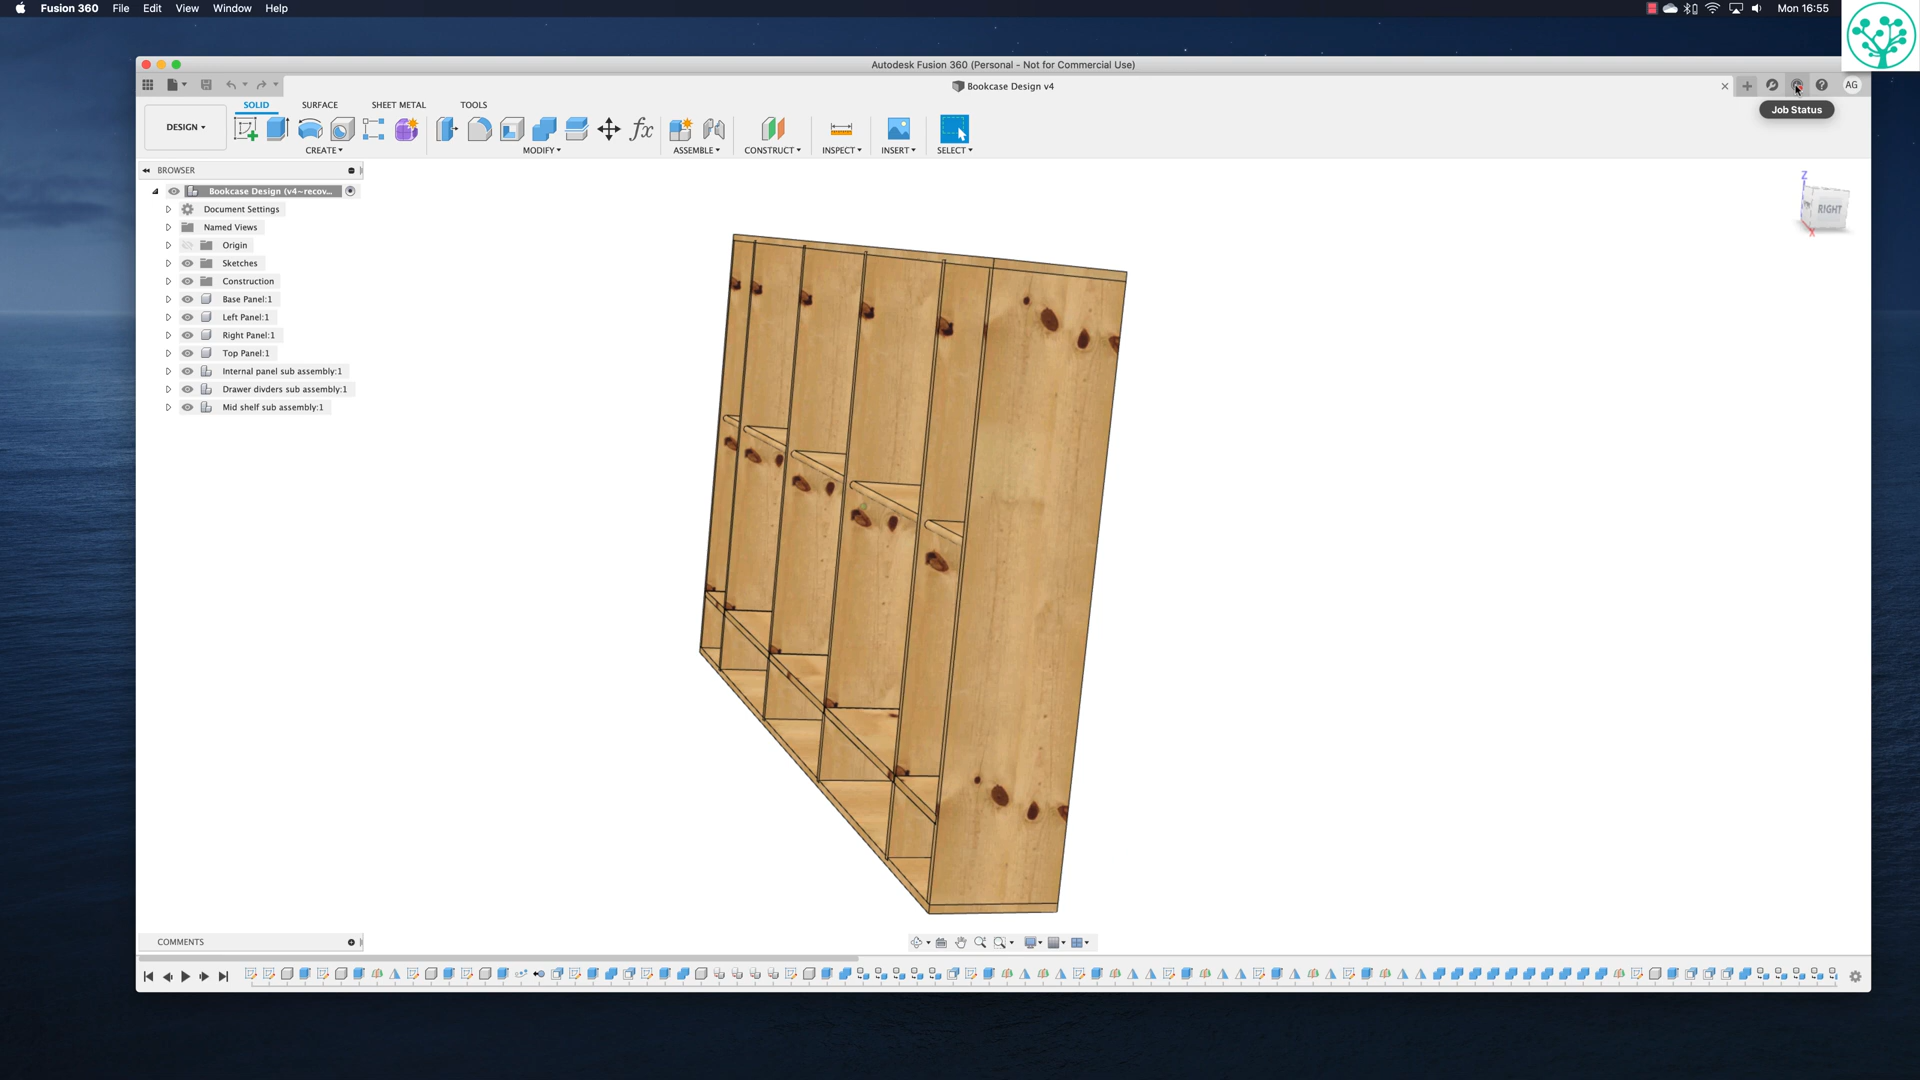 Fusion 360 File Edit View Window Help Mon 16:55
Autodesk Fusion 360 (Personal - Not for Commercial Use)
Bookcase Design v4 AG
Job Status
SOLID SURFACE SHEET METAL TOOLS
DESIGN
CREATE MODIFY ASSEMBLE CONSTRUCT INSPECT INSERT SELECT
BROWSER
Bookcase Design (v4~recov...
Document Settings
Named Views
Origin
Sketches
Construction
Base Panel:1
Left Panel:1
Right Panel:1
Top Panel:1
Internal panel sub assembly:1
Drawer divders sub assembly:1
Mid shelf sub assembly:1
Z
RIGHT
X
COMMENTS